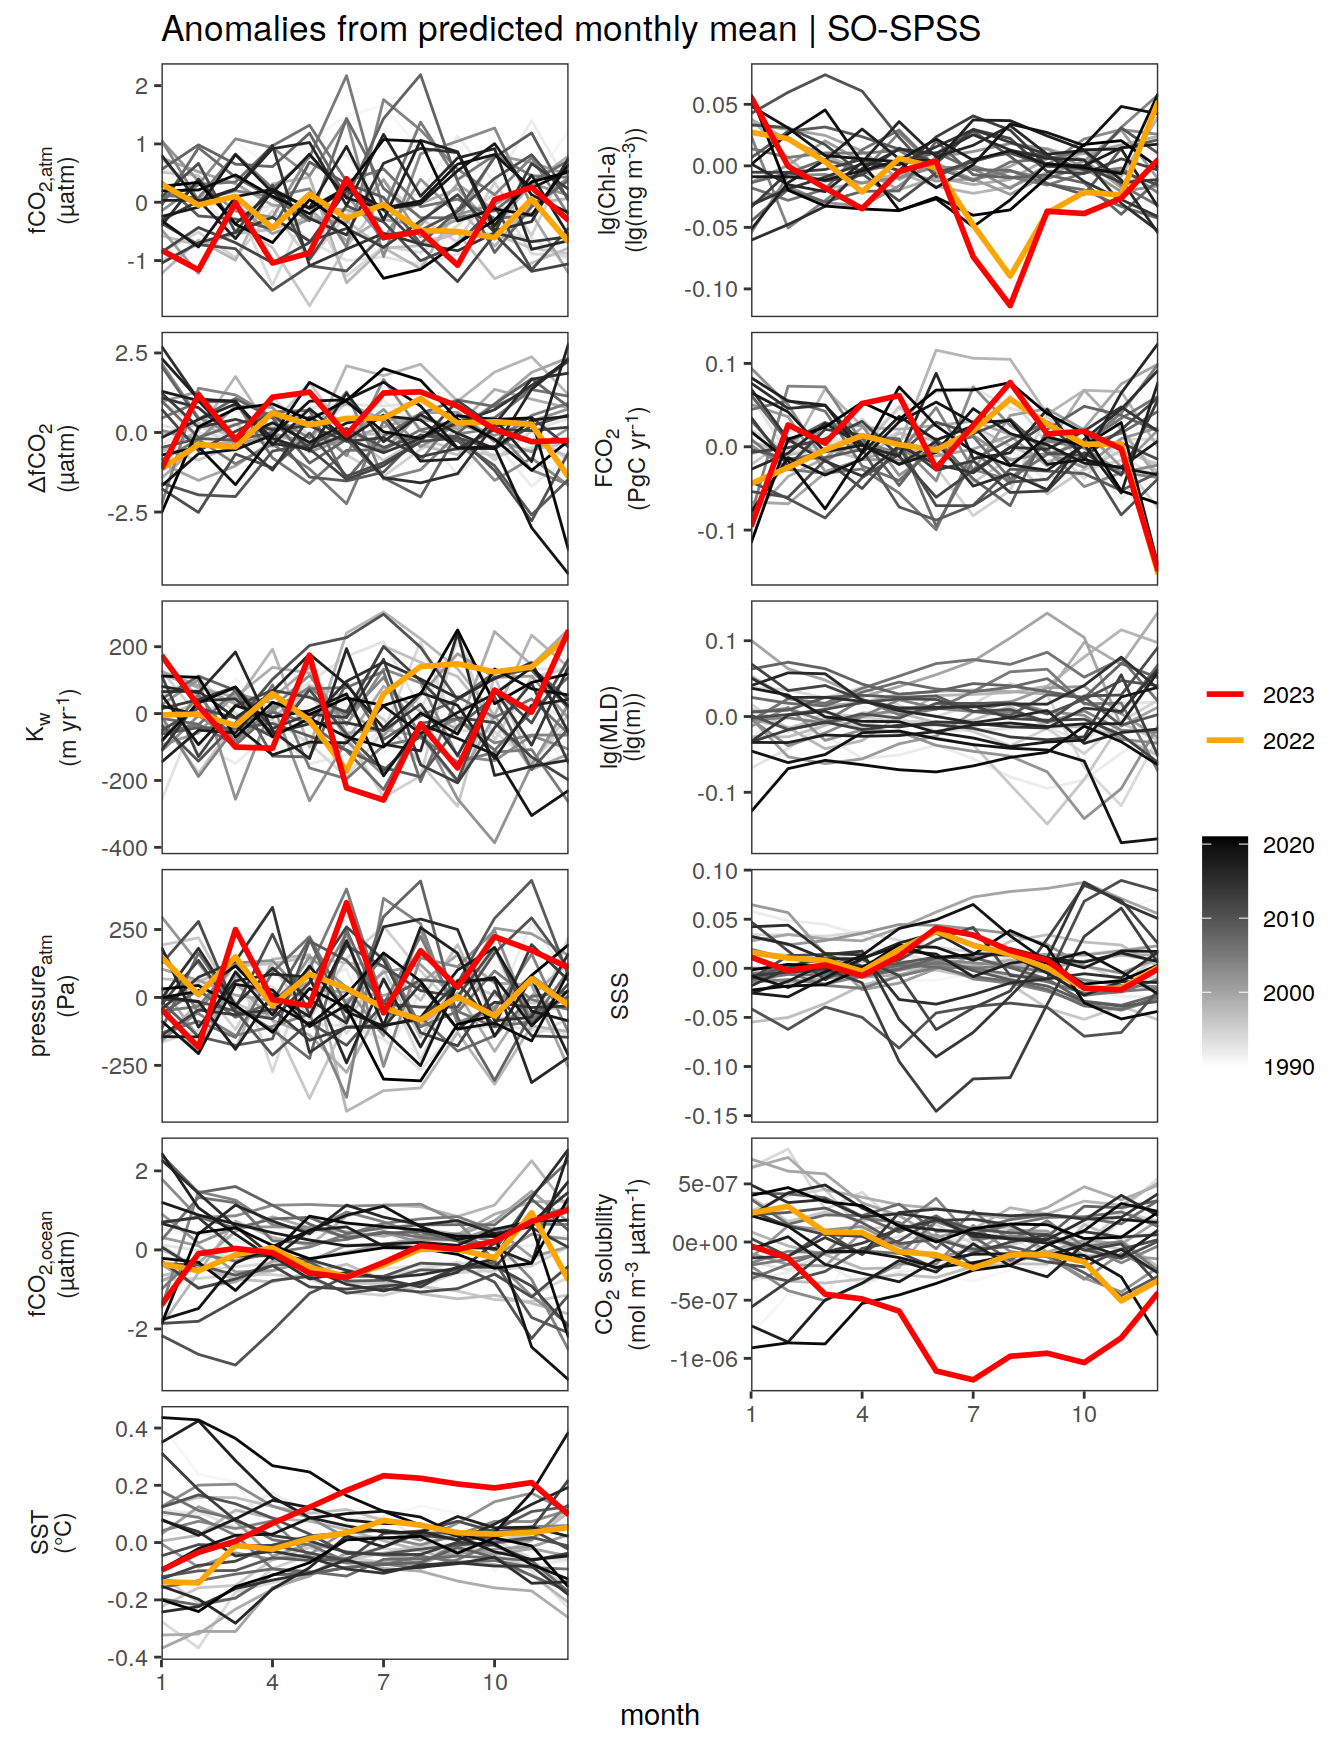 Anomalies from predicted monthly mean | SO-SPSS
fCO2,atm
(µatm)
2
1
0
-1
lg(Chl-a)
(lg(mg m-3))
0.05
0.00
-0.05
-0.10
ΔfCO2
(µatm)
2.5
0.0
-2.5
FCO2
(PgC yr-1)
0.1
0.0
-0.1
Kw
(m yr-1)
200
0
-200
-400
lg(MLD)
(lg(m))
0.1
0.0
-0.1
pressureatm
(Pa)
250
0
-250
SSS
0.10
0.05
0.00
-0.05
-0.10
-0.15
fCO2,ocean
(µatm)
2
0
-2
CO2 solubility
(mol m-3 µatm-1)
5e-07
0e+00
-5e-07
-1e-06
1 4 7 10
SST
(°C)
0.4
0.2
0.0
-0.2
-0.4
1 4 7 10
month
2023
2022
2020
2010
2000
1990